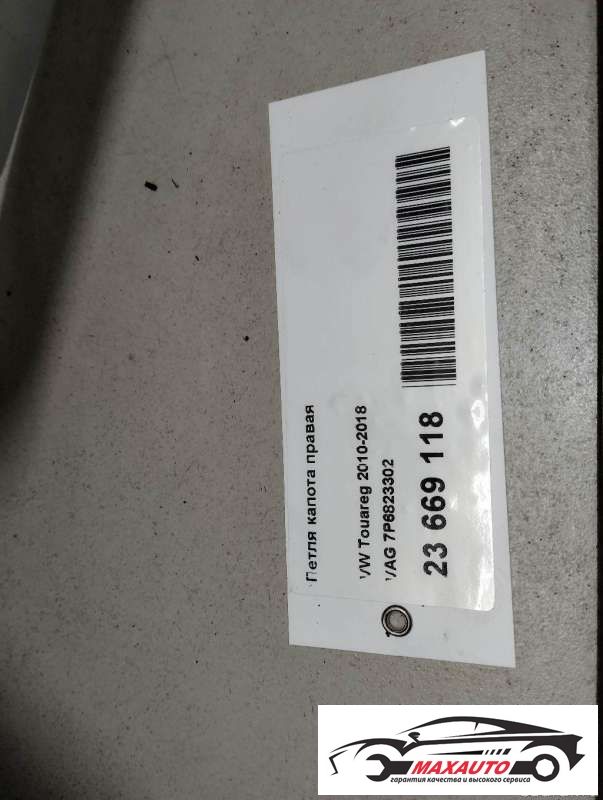 Петля капота правая
VW Touareg 2010-2018
VAG 7P6823302
23 669 118
MAXAUTO
гарантия качества и высокого сервиса